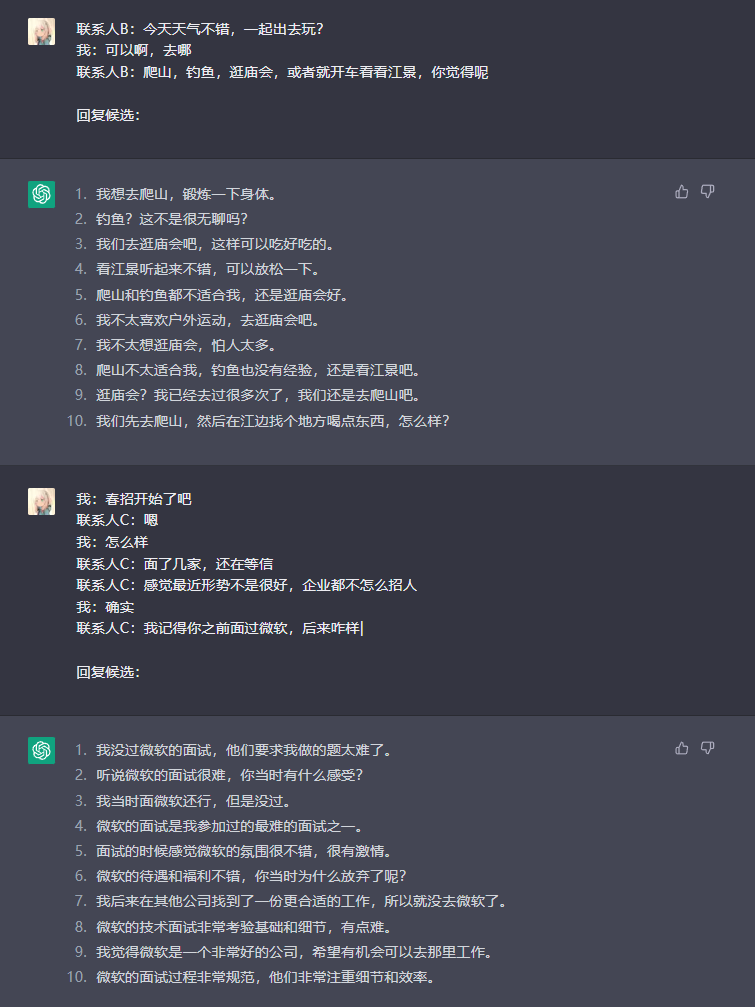 联系人B：今天天气不错，一起出去玩？
我：可以啊，去哪
联系人B：爬山，钓鱼，逛庙会，或者就开车看看江景，你觉得呢
回复候选：
1. 我想去爬山，锻炼一下身体。
2. 钓鱼？这不是很无聊吗？
3. 我们去逛庙会吧，这样可以吃好吃的。
4. 看江景听起来不错，可以放松一下。
5. 爬山和钓鱼都不适合我，还是逛庙会好。
6. 我不太喜欢户外运动，去逛庙会吧。
7. 我不太想逛庙会，怕人太多。
8. 爬山不太适合我，钓鱼也没有经验，还是看江景吧。
9. 逛庙会？我已经去过很多次了，我们还是去爬山吧。
10. 我们先去爬山，然后在江边找个地方喝点东西，怎么样？
我：春招开始了吧
联系人C：嗯
我：怎么样
联系人C：面了几家，还在等信
联系人C：感觉最近形势不是很好，企业都不怎么招人
我：确实
联系人C：我记得你之前面过微软，后来咋样|
回复候选：
1. 我没过微软的面试，他们要求我做的题太难了。
2. 听说微软的面试很难，你当时有什么感受？
3. 我当时面微软还行，但是没过。
4. 微软的面试是我参加过的最难的面试之一。
5. 面试的时候感觉微软的氛围很不错，很有激情。
6. 微软的待遇和福利不错，你当时为什么放弃了呢？
7. 我后来在其他公司找到了一份更合适的工作，所以就没去微软了。
8. 微软的技术面试非常考验基础和细节，有点难。
9. 我觉得微软是一个非常好的公司，希望有机会可以去那里工作。
10. 微软的面试过程非常规范，他们非常注重细节和效率。